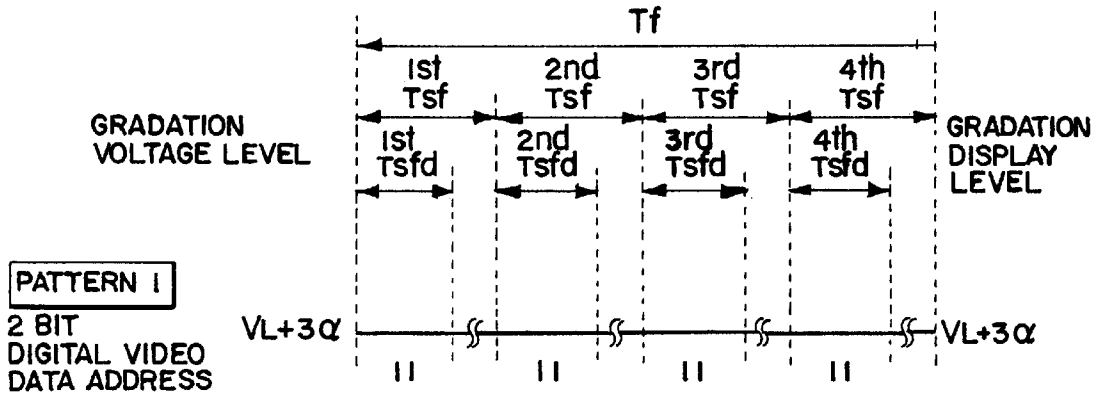 Tf
1st 2nd 3rd 4th
Tsf Tsf Tsf Tsf
GRADATION
VOLTAGE LEVEL
1st 2nd 3rd 4th
Tsfd Tsfd Tsfd Tsfd
GRADATION
DISPLAY
LEVEL
PATTERN 1
2 BIT
DIGITAL VIDEO
DATA ADDRESS
VL+3α VL+3α
11 11 11 11